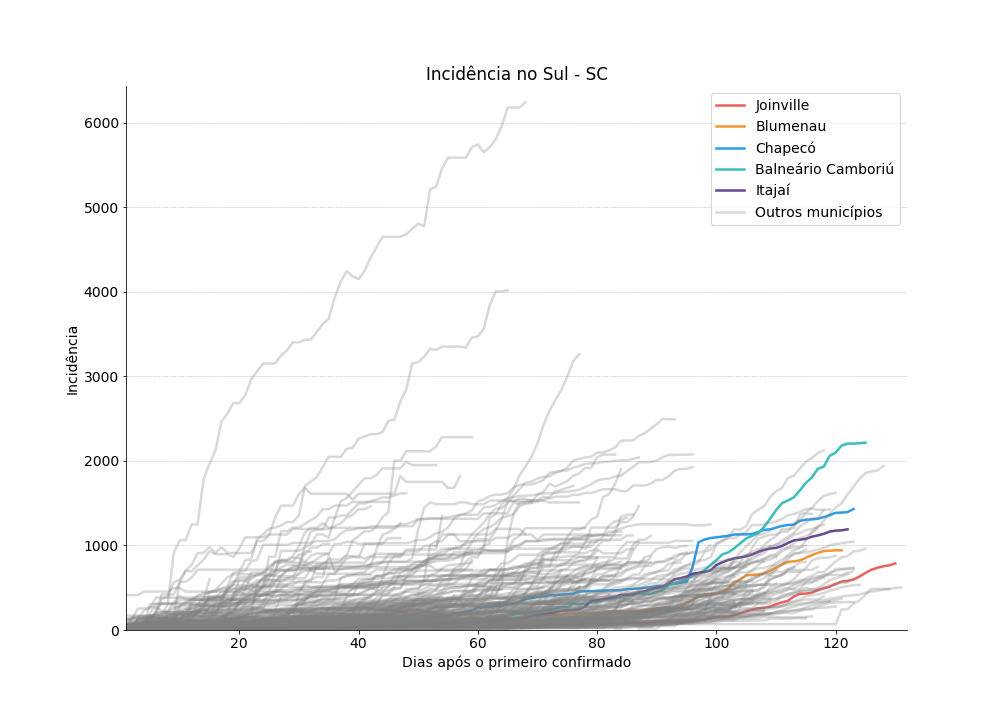 Incidência no Sul - SC
Joinville
Blumenau
Chapecó
Balneário Camboriú
Itajaí
Outros municípios
Incidência
6000
5000
4000
3000
2000
1000
0
20 40 60 80 100 120
Dias após o primeiro confirmado